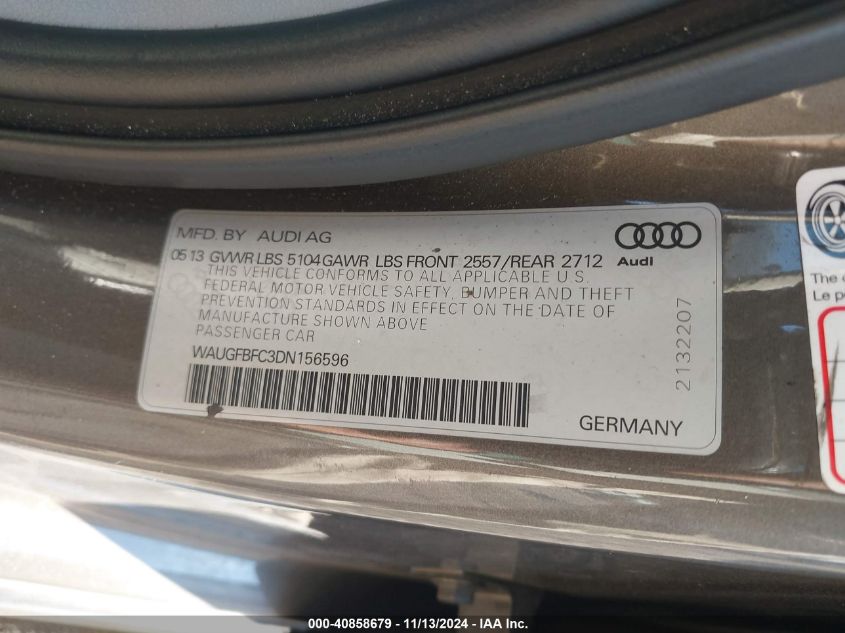 MFD. BY AUDI AG
05 13 GVWR LBS 5104 GAWR LBS FRONT 2557/REAR 2712
Audi
THIS VEHICLE CONFORMS TO ALL APPLICABLE U.S.
FEDERAL MOTOR VEHICLE SAFETY, BUMPER AND THEFT
PREVENTION STANDARDS IN EFFECT ON THE DATE OF
MANUFACTURE SHOWN ABOVE
PASSENGER CAR
WAUGFBFC3DN156596
2132207
GERMANY
The
Le p
000-40858679 - 11/13/2024 - IAA Inc.